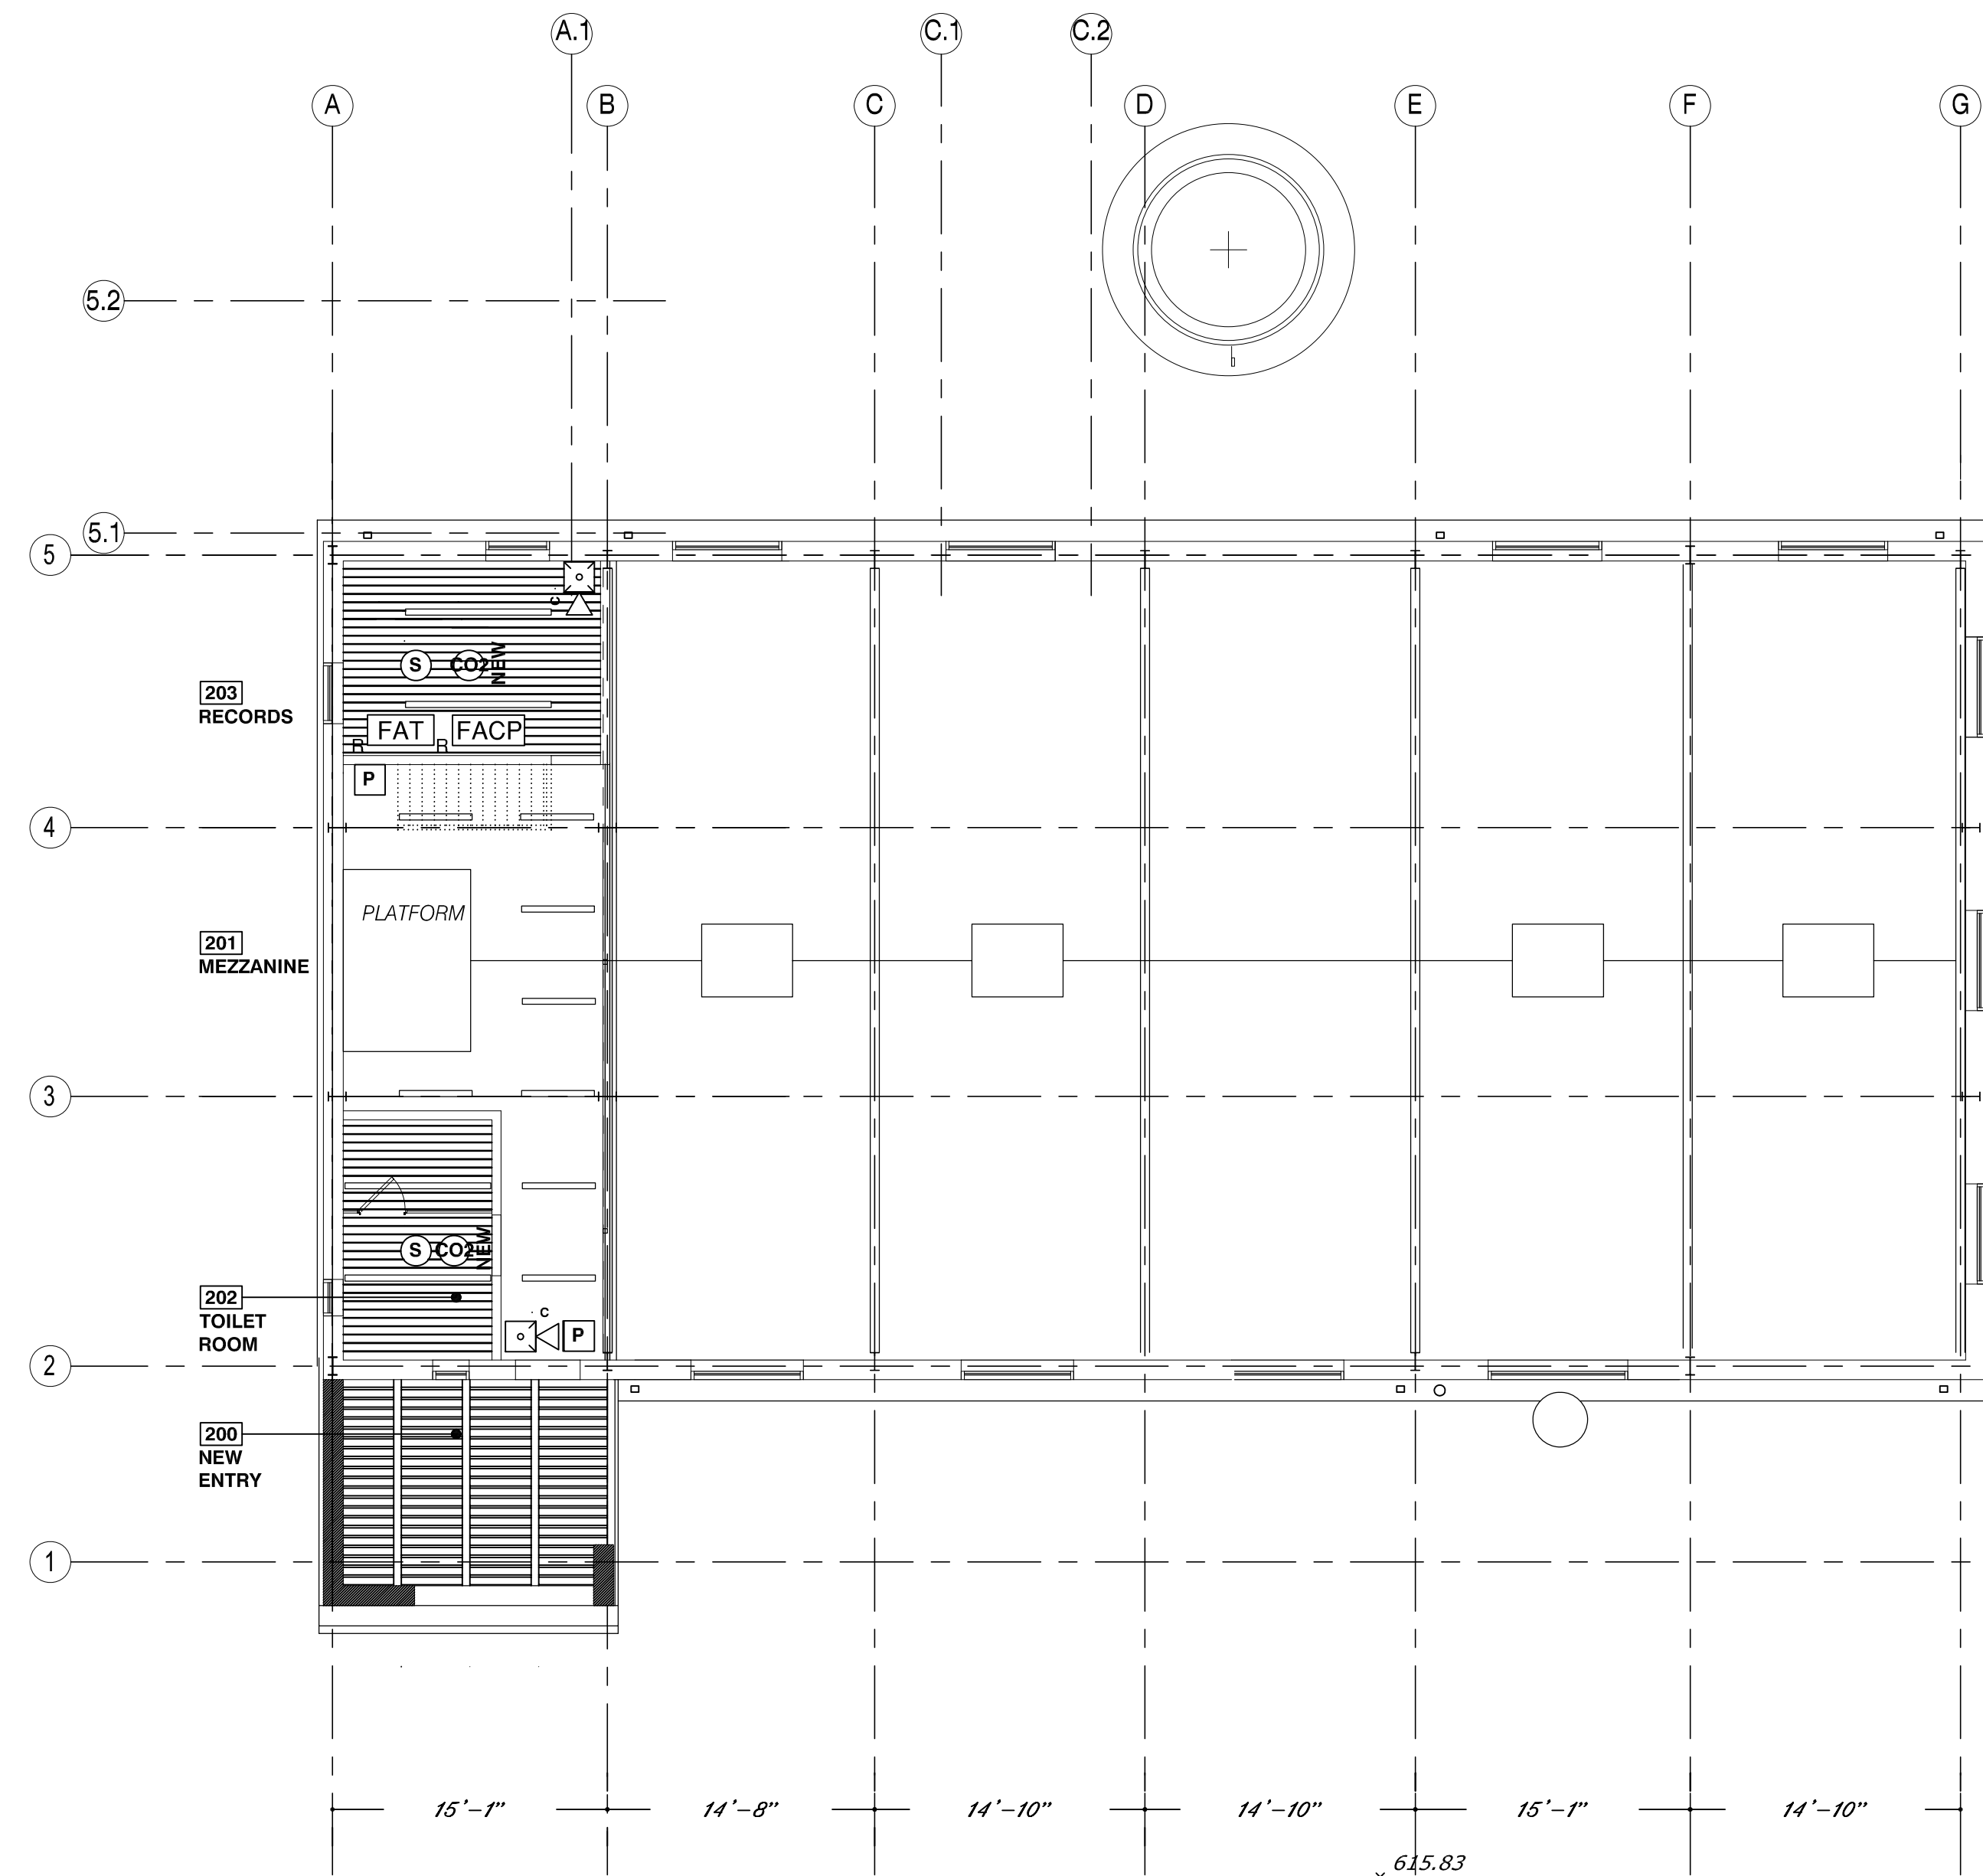 A.1
C.1
C.2
A
B
C
D
E
F
G
5.2
5.1
5
C
S
CO2
NEW
203
RECORDS
FAT
FACP
R
R
P
4
PLATFORM
201
MEZZANINE
3
S
CO2
NEW
202
TOILET
ROOM
C
P
2
200
NEW
ENTRY
1
15'-1"
14'-8"
14'-10"
14'-10"
15'-1"
14'-10"
615.83